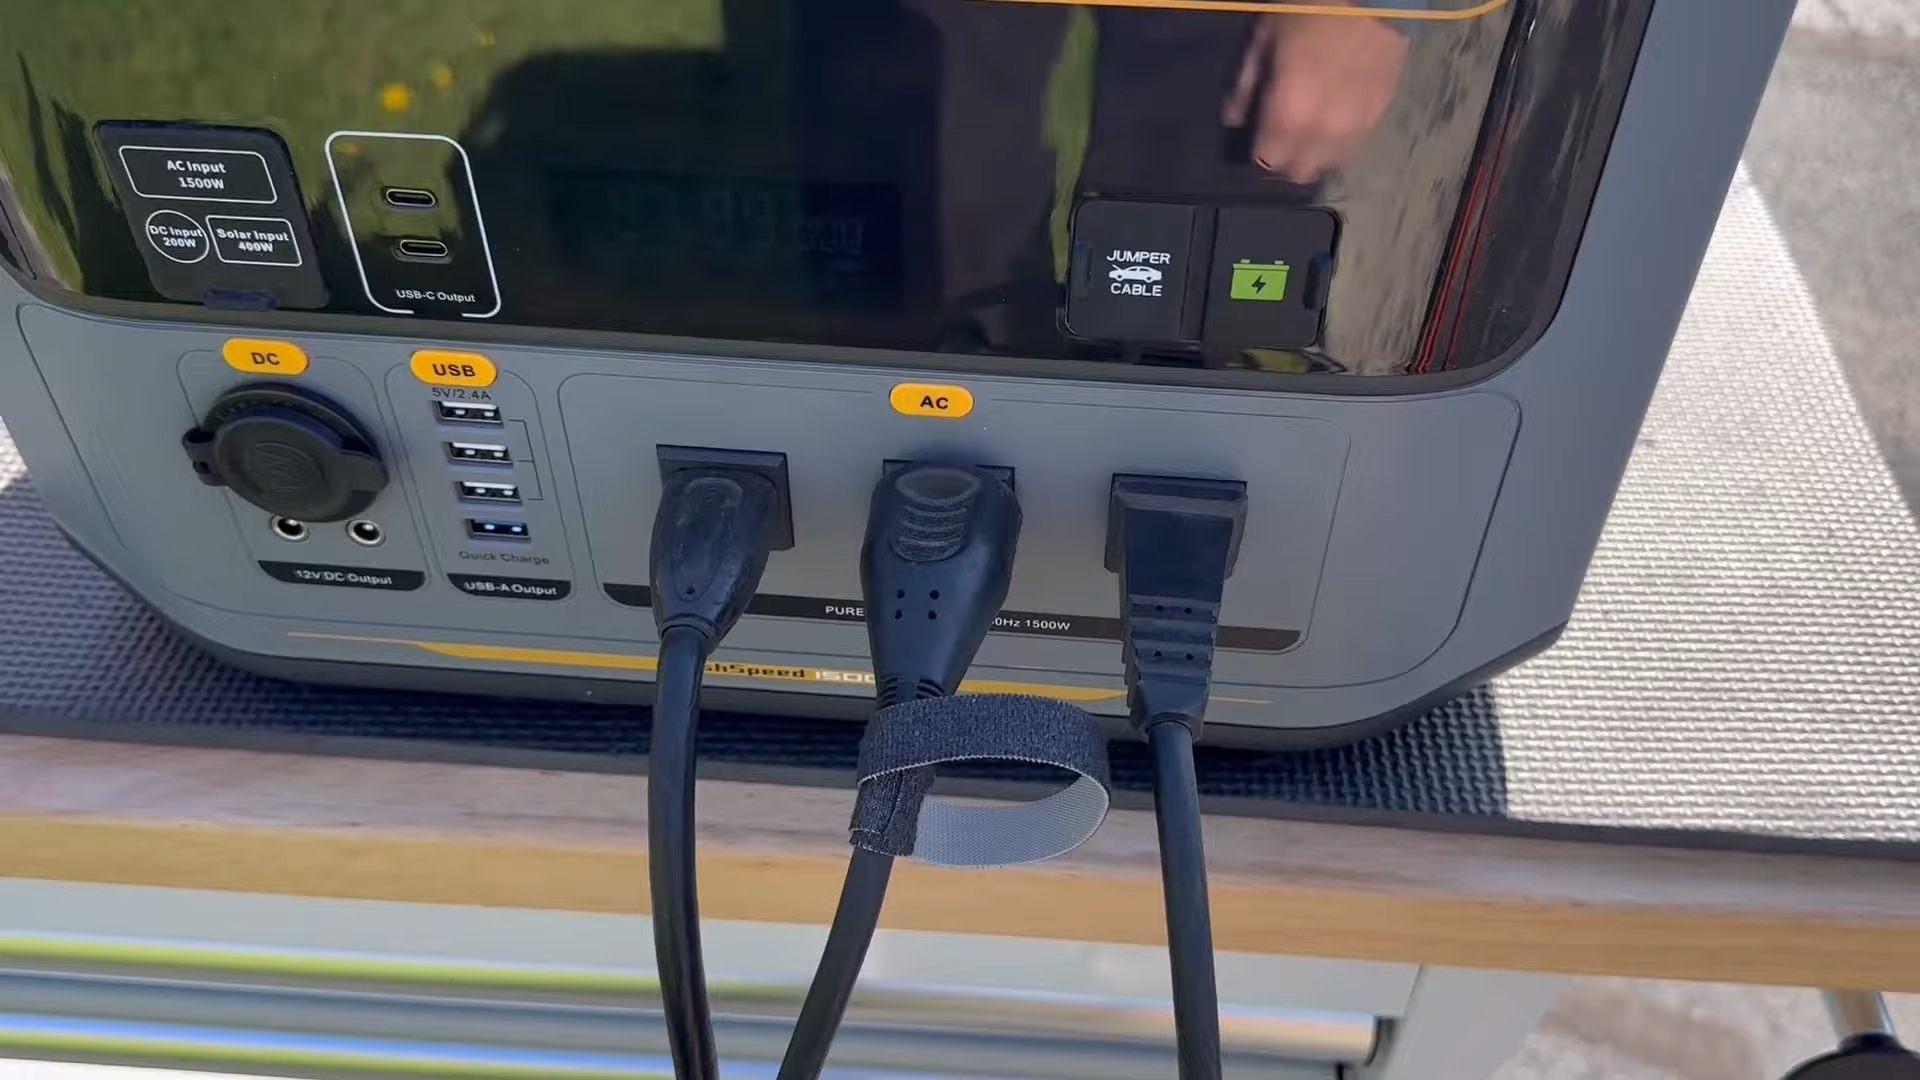 AC Input
1500W
DC Input
200W
Solar Input
400W
USB-C Output
JUMPER
CABLE
DC
USB
5V/2.4A
AC
Quick Charge
12V DC Output
USB-A Output
PURE
0Hz 1500W
shSpeed